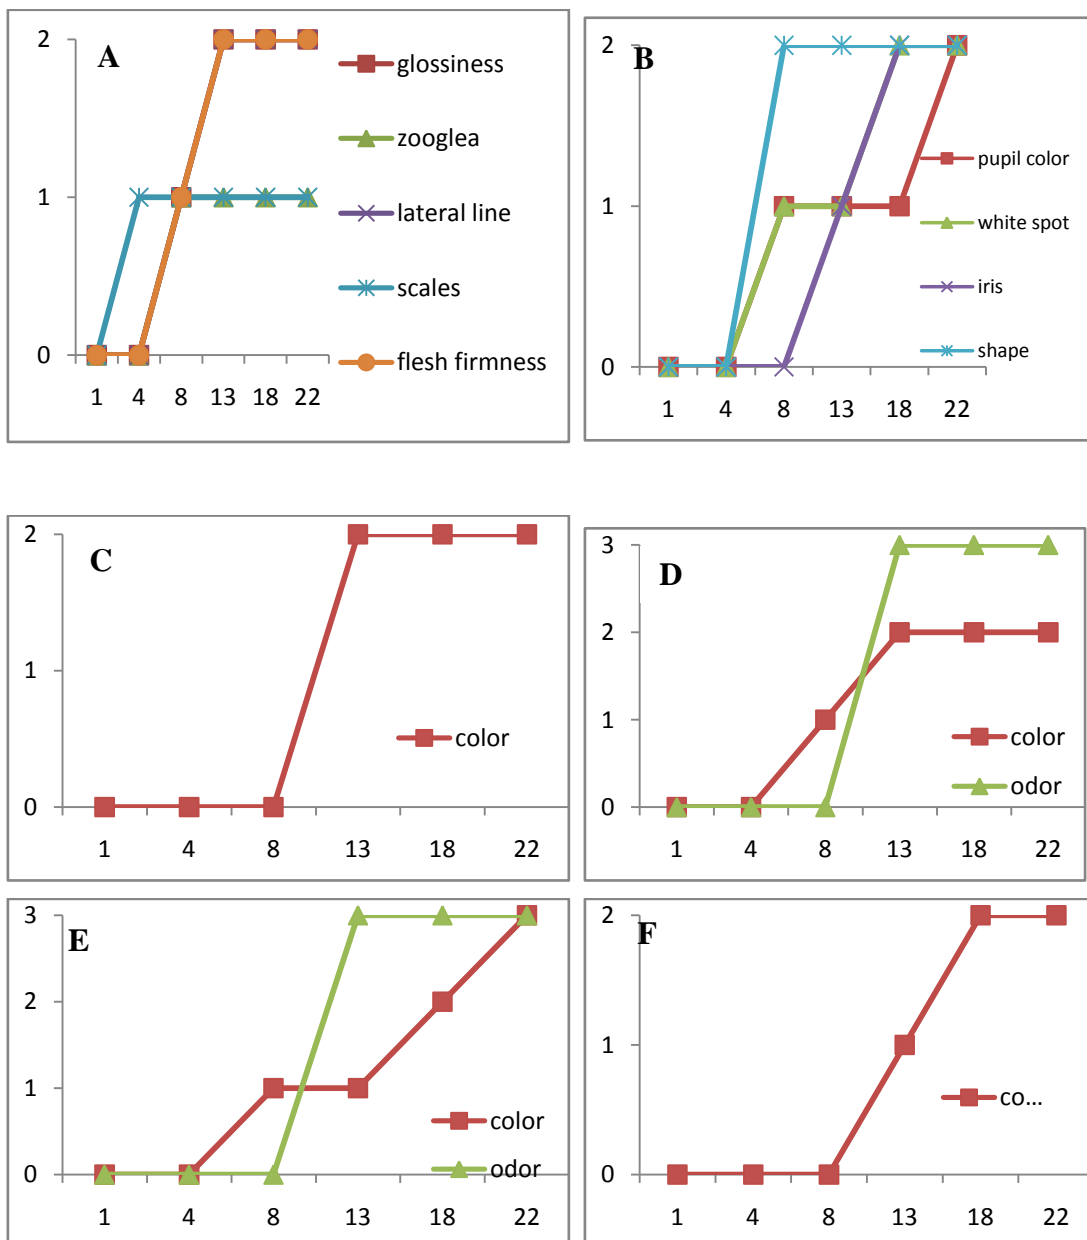 A
2
1
0
1 4 8 13 18 22
glossiness
zooglea
lateral line
scales
flesh firmness
B
2
1
0
1 4 8 13 18 22
pupil color
white spot
iris
shape
C
2
1
0
1 4 8 13 18 22
color
D
3
2
1
0
1 4 8 13 18 22
color
odor
E
3
2
1
0
1 4 8 13 18 22
color
odor
F
2
1
0
1 4 8 13 18 22
co...